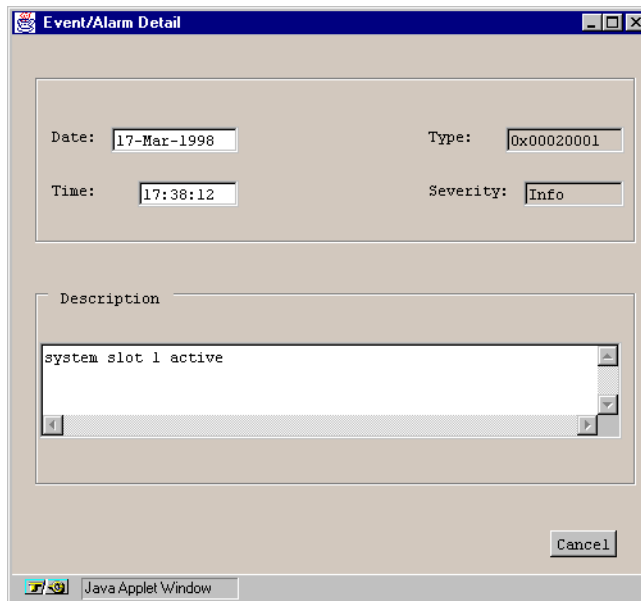 Event/Alarm Detail
Date: 17-Mar-1998 Type: 0x00020001
Time: 17:38:12 Severity: Info
Description
system slot 1 active
Cancel
Java Applet Window